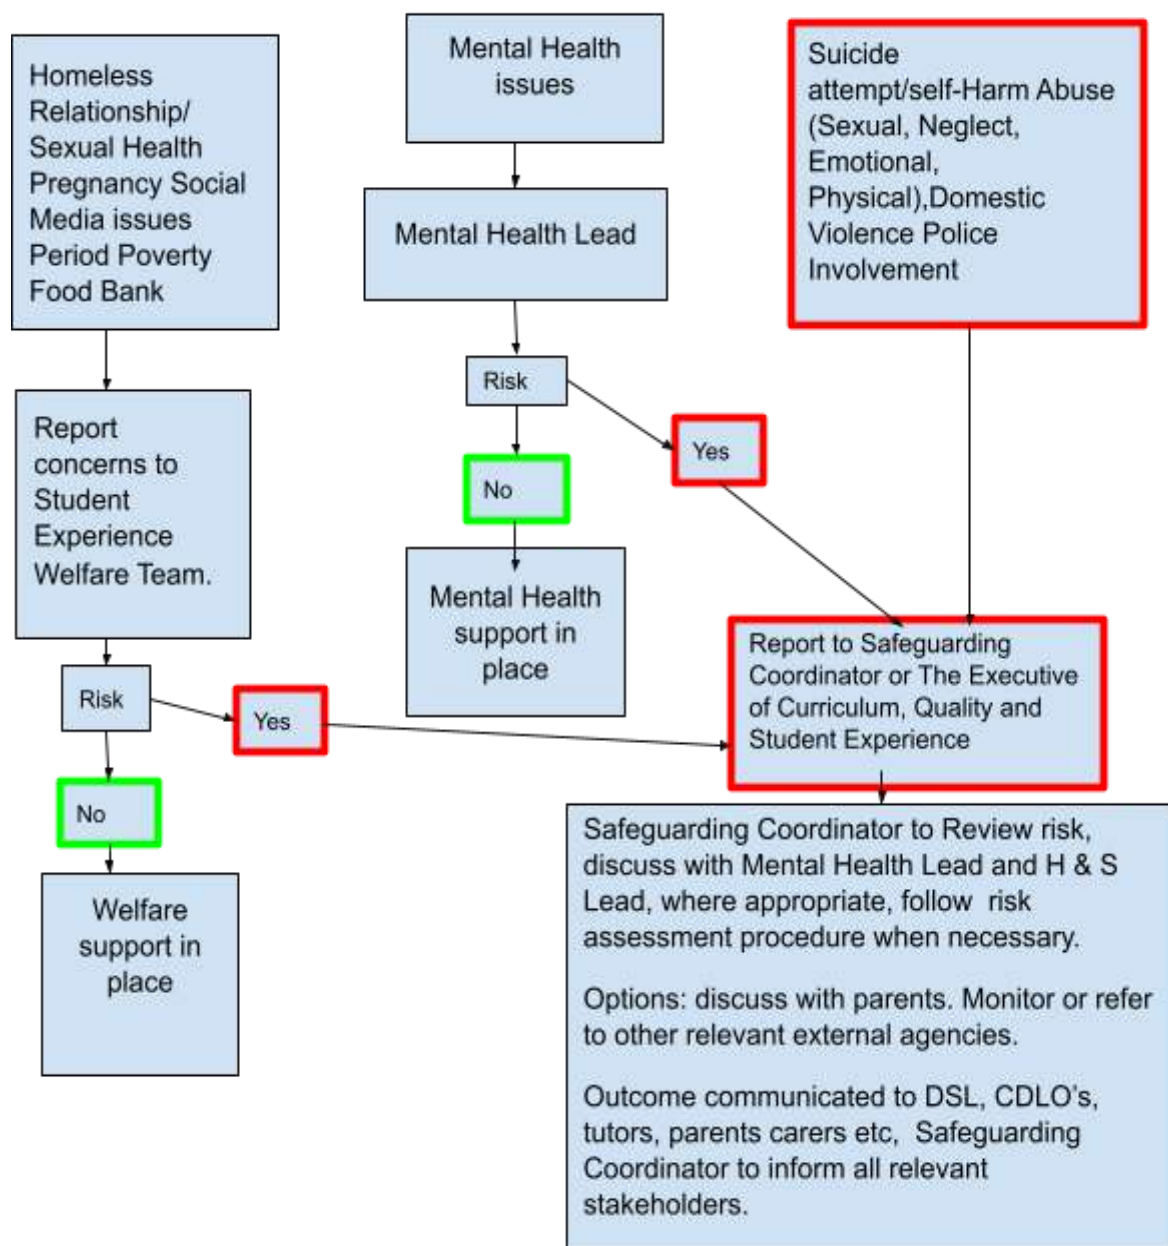 Homeless
Relationship/
Sexual Health
Pregnancy Social
Media issues
Period Poverty
Food Bank
Mental Health
issues
Suicide
attempt/self-Harm Abuse
(Sexual, Neglect,
Emotional,
Physical),Domestic
Violence Police
Involvement
Mental Health Lead
Risk
Yes
No
Report
concerns to
Student
Experience
Welfare Team.
Mental Health
support in
place
Risk
Yes
No
Welfare
support in
place
Report to Safeguarding
Coordinator or The Executive
of Curriculum, Quality and
Student Experience
Safeguarding Coordinator to Review risk,
discuss with Mental Health Lead and H & S
Lead, where appropriate, follow risk
assessment procedure when necessary.
Options: discuss with parents. Monitor or refer
to other relevant external agencies.
Outcome communicated to DSL, CDLO's,
tutors, parents carers etc, Safeguarding
Coordinator to inform all relevant
stakeholders.